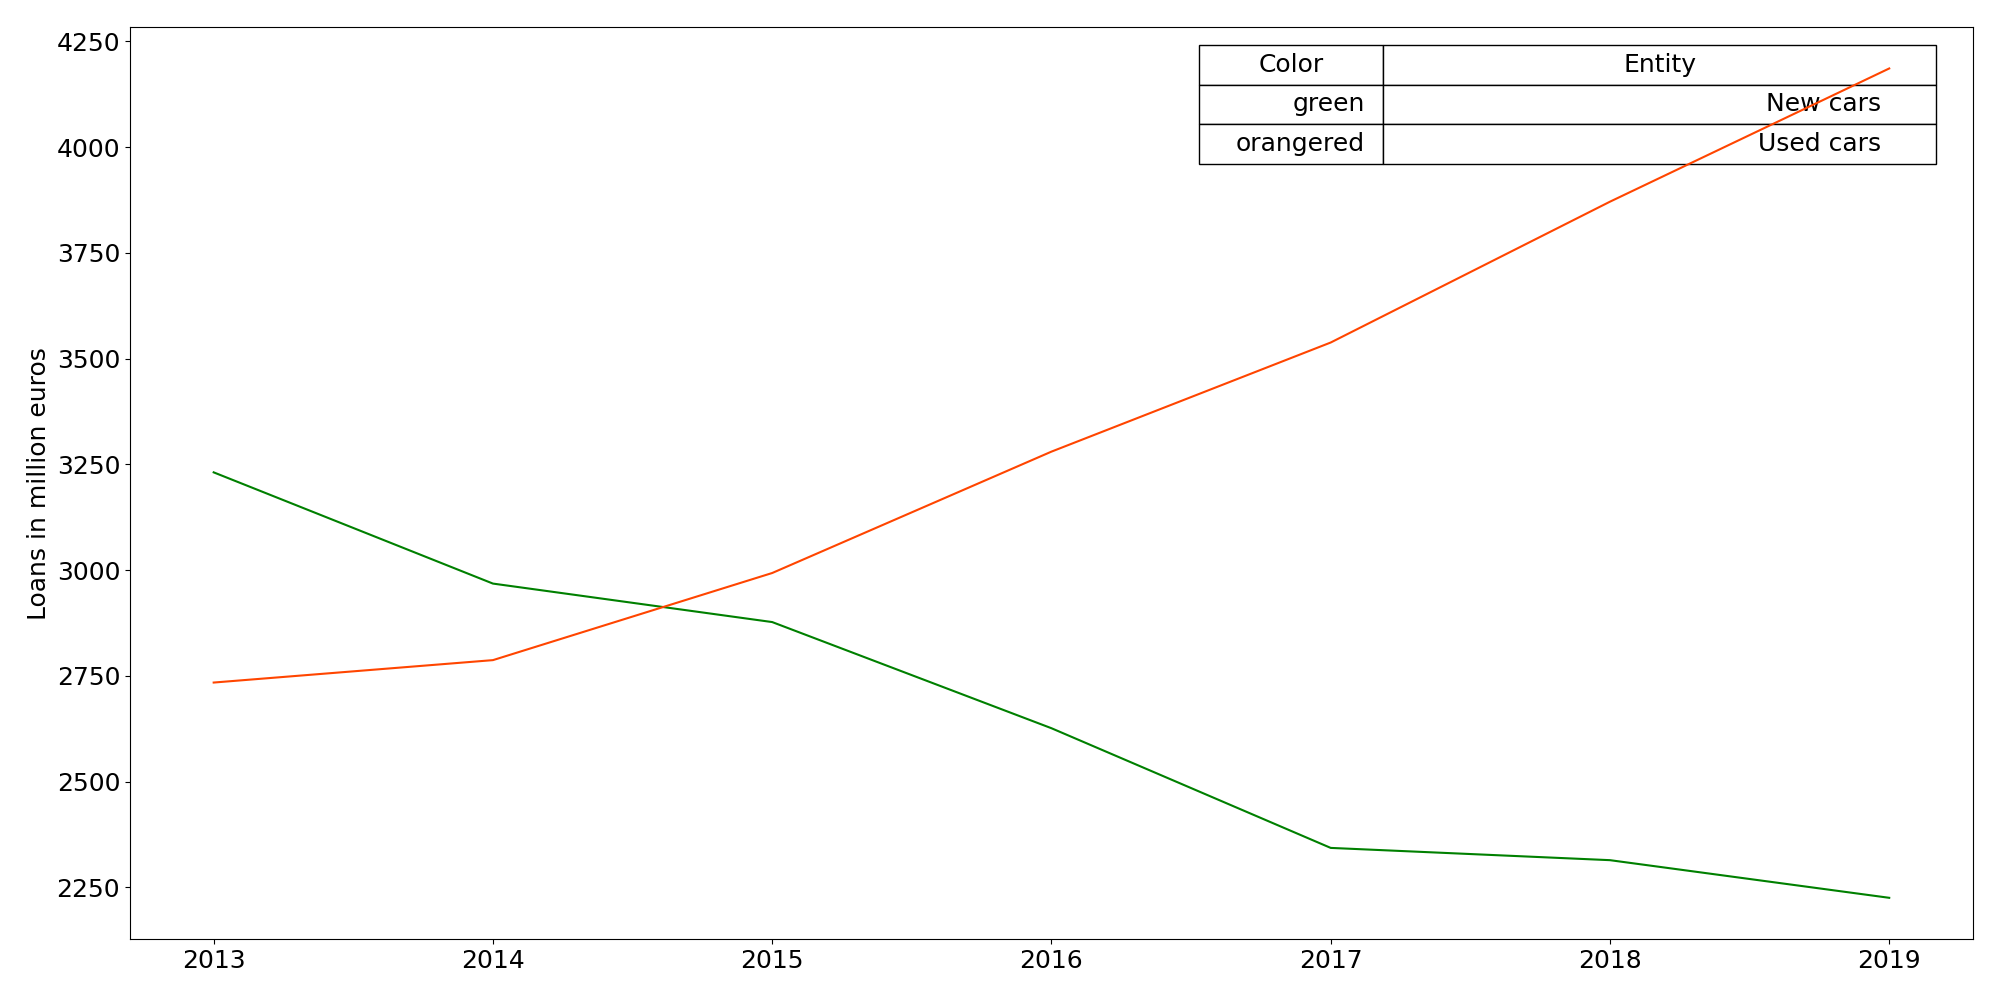 4250
4000
3750
3500
3250
3000
2750
2500
2250
Loans in million euros
Color Entity
green New cars
orangered Used cars
2013 2014 2015 2016 2017 2018 2019